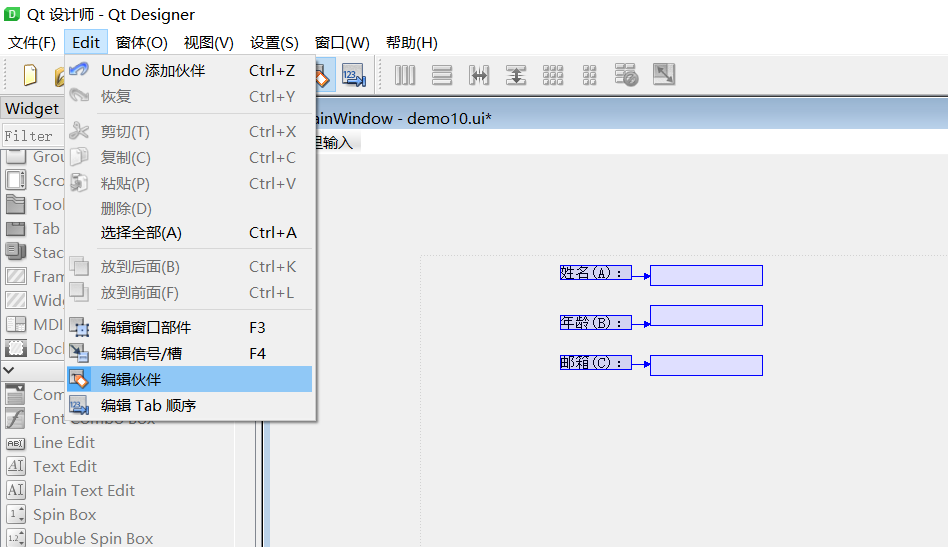 Qt 设计师 - Qt Designer
文件(F) Edit 窗体(O) 视图(V) 设置(S) 窗口(W) 帮助(H)
Undo 添加伙伴 Ctrl+Z
恢复 Ctrl+Y
剪切(T) Ctrl+X
复制(C) Ctrl+C
粘贴(P) Ctrl+V
删除(D)
选择全部(A) Ctrl+A
放到后面(B) Ctrl+K
放到前面(F) Ctrl+L
编辑窗口部件 F3
编辑信号/槽 F4
编辑伙伴
编辑 Tab 顺序
123
Widget
Filter
Grou
Scro
Tool
Tab
Stac
Fram
Widg
MDI
Dock
Com
Font Combo Box
Line Edit
Text Edit
Plain Text Edit
Spin Box
Double Spin Box
ainWindow - demo10.ui*
里输入
姓名(A)：
年龄(B)：
邮箱(C)：